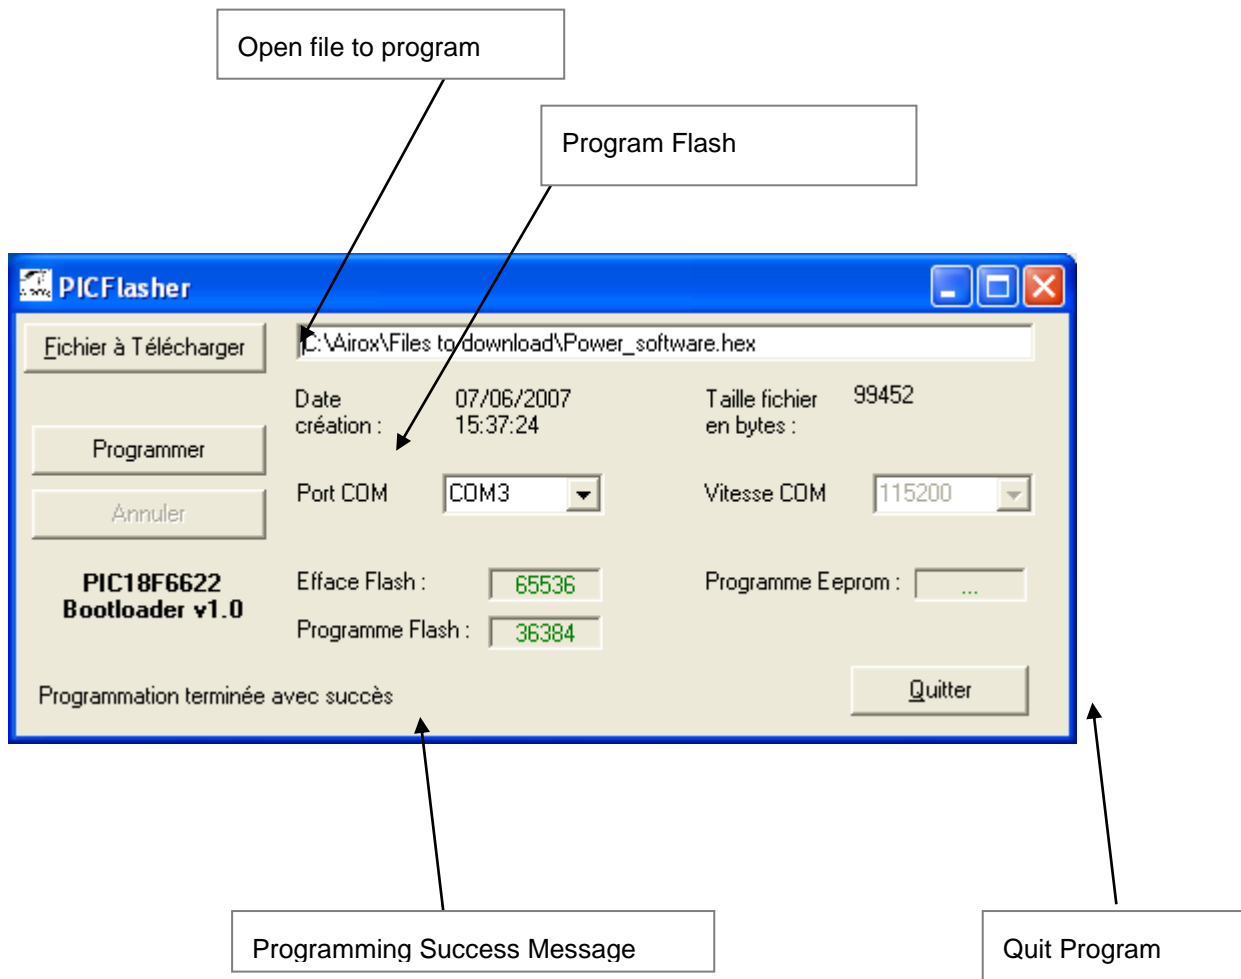 Open file to program
Program Flash
PICFlasher
Fichier à Télécharger
C:\Airox\Files to download\Power_software.hex
Date création :
07/06/2007 15:37:24
Taille fichier en bytes :
99452
Programmer
Port COM
COM3
Vitesse COM
115200
Annuler
PIC18F6622
Bootloader v1.0
Efface Flash :
65536
Programme Eeprom :
...
Programme Flash :
36384
Programmation terminée avec succès
Quitter
Programming Success Message
Quit Program